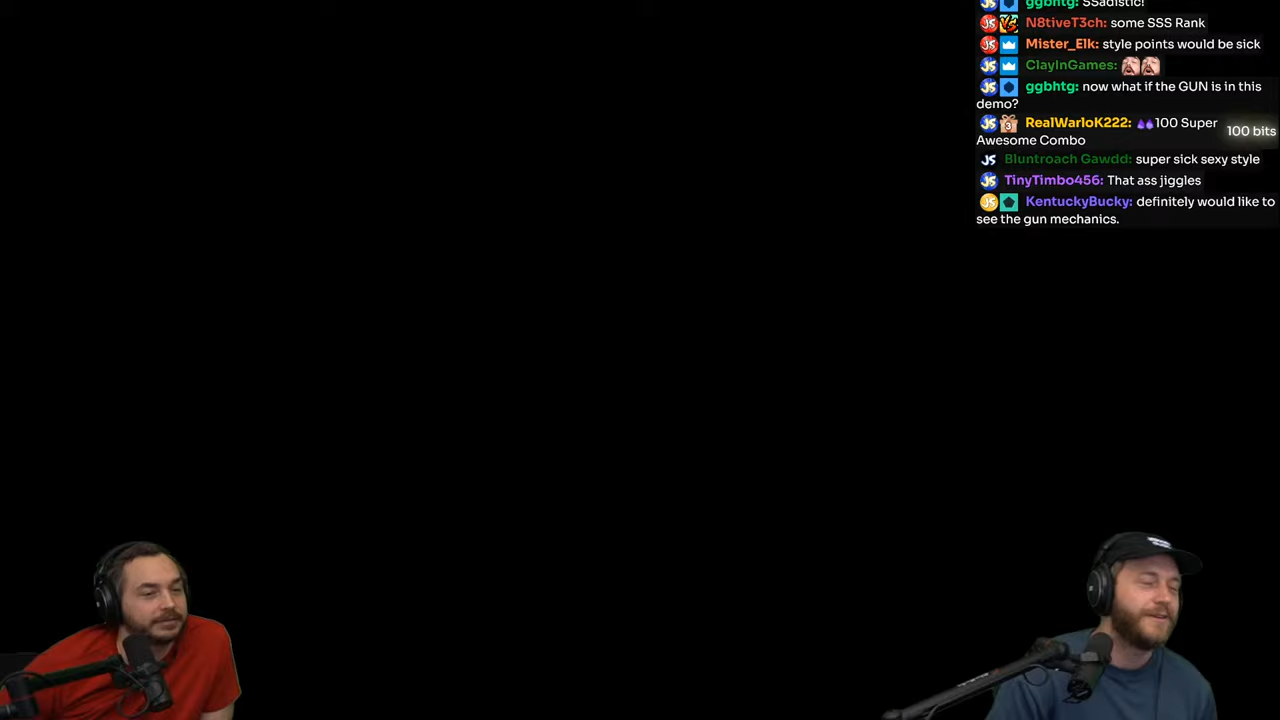 ggbhtg: SSadistic!
N8tiveT3ch: some SSS Rank
Mister_Elk: style points would be sick
ClayInGames:
ggbhtg: now what if the GUN is in this
demo?
RealWarloK222: 100 Super
Awesome Combo
100 bits
Bluntroach Gawdd: super sick sexy style
TinyTimbo456: That ass jiggles
KentuckyBucky: definitely would like to
see the gun mechanics.